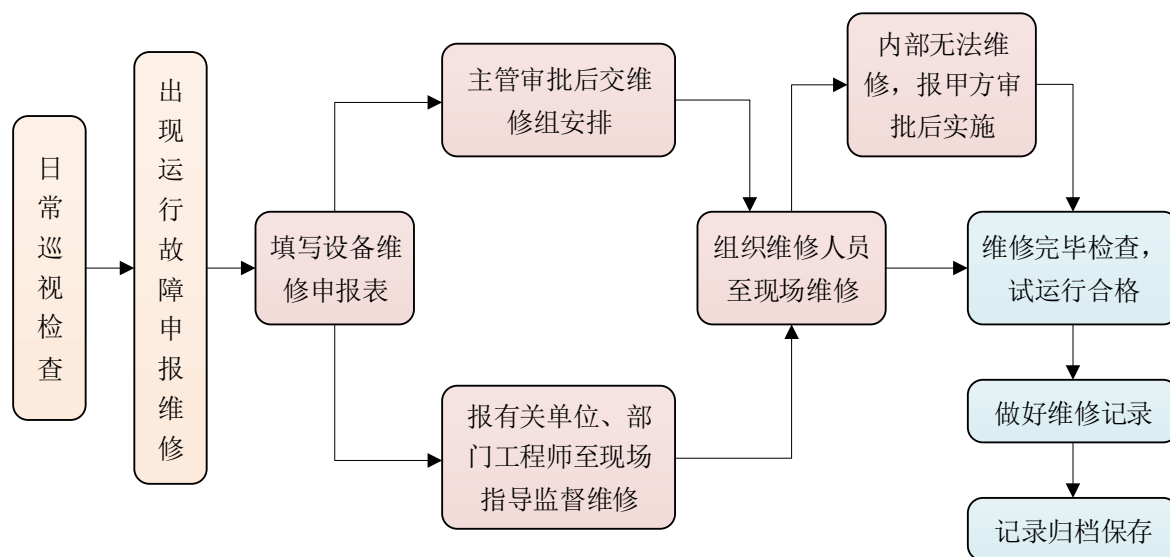 日常巡视检查
出现运行故障申报维修
填写设备维
修申报表
主管审批后交维
修组安排
报有关单位、部
门工程师至现场
指导监督维修
组织维修人员
至现场维修
内部无法维
修，报甲方审
批后实施
维修完毕检查，
试运行合格
做好维修记录
记录归档保存